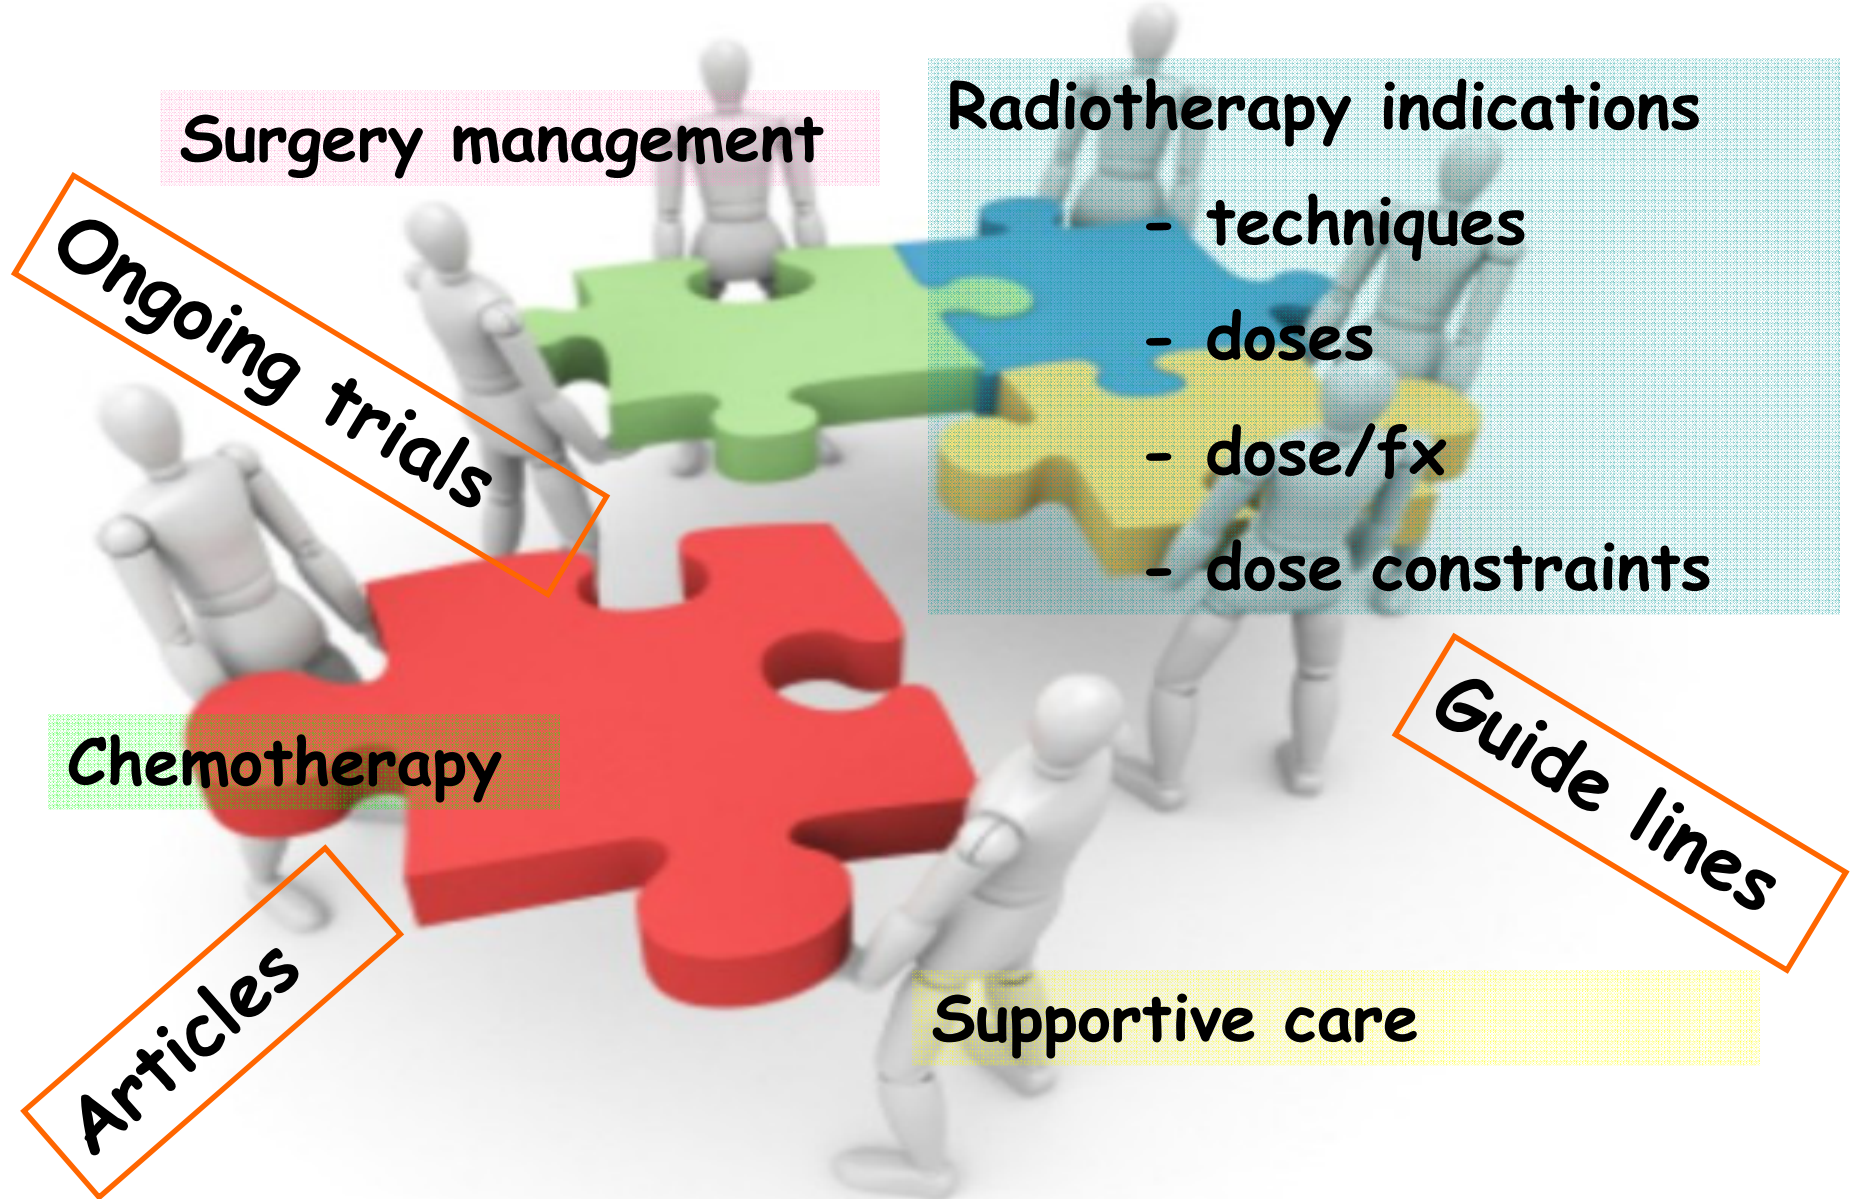 Surgery management
Radiotherapy indications
- techniques
- doses
- dose/fx
- dose constraints
Ongoing trials
Chemotherapy
Guide lines
Articles
Supportive care